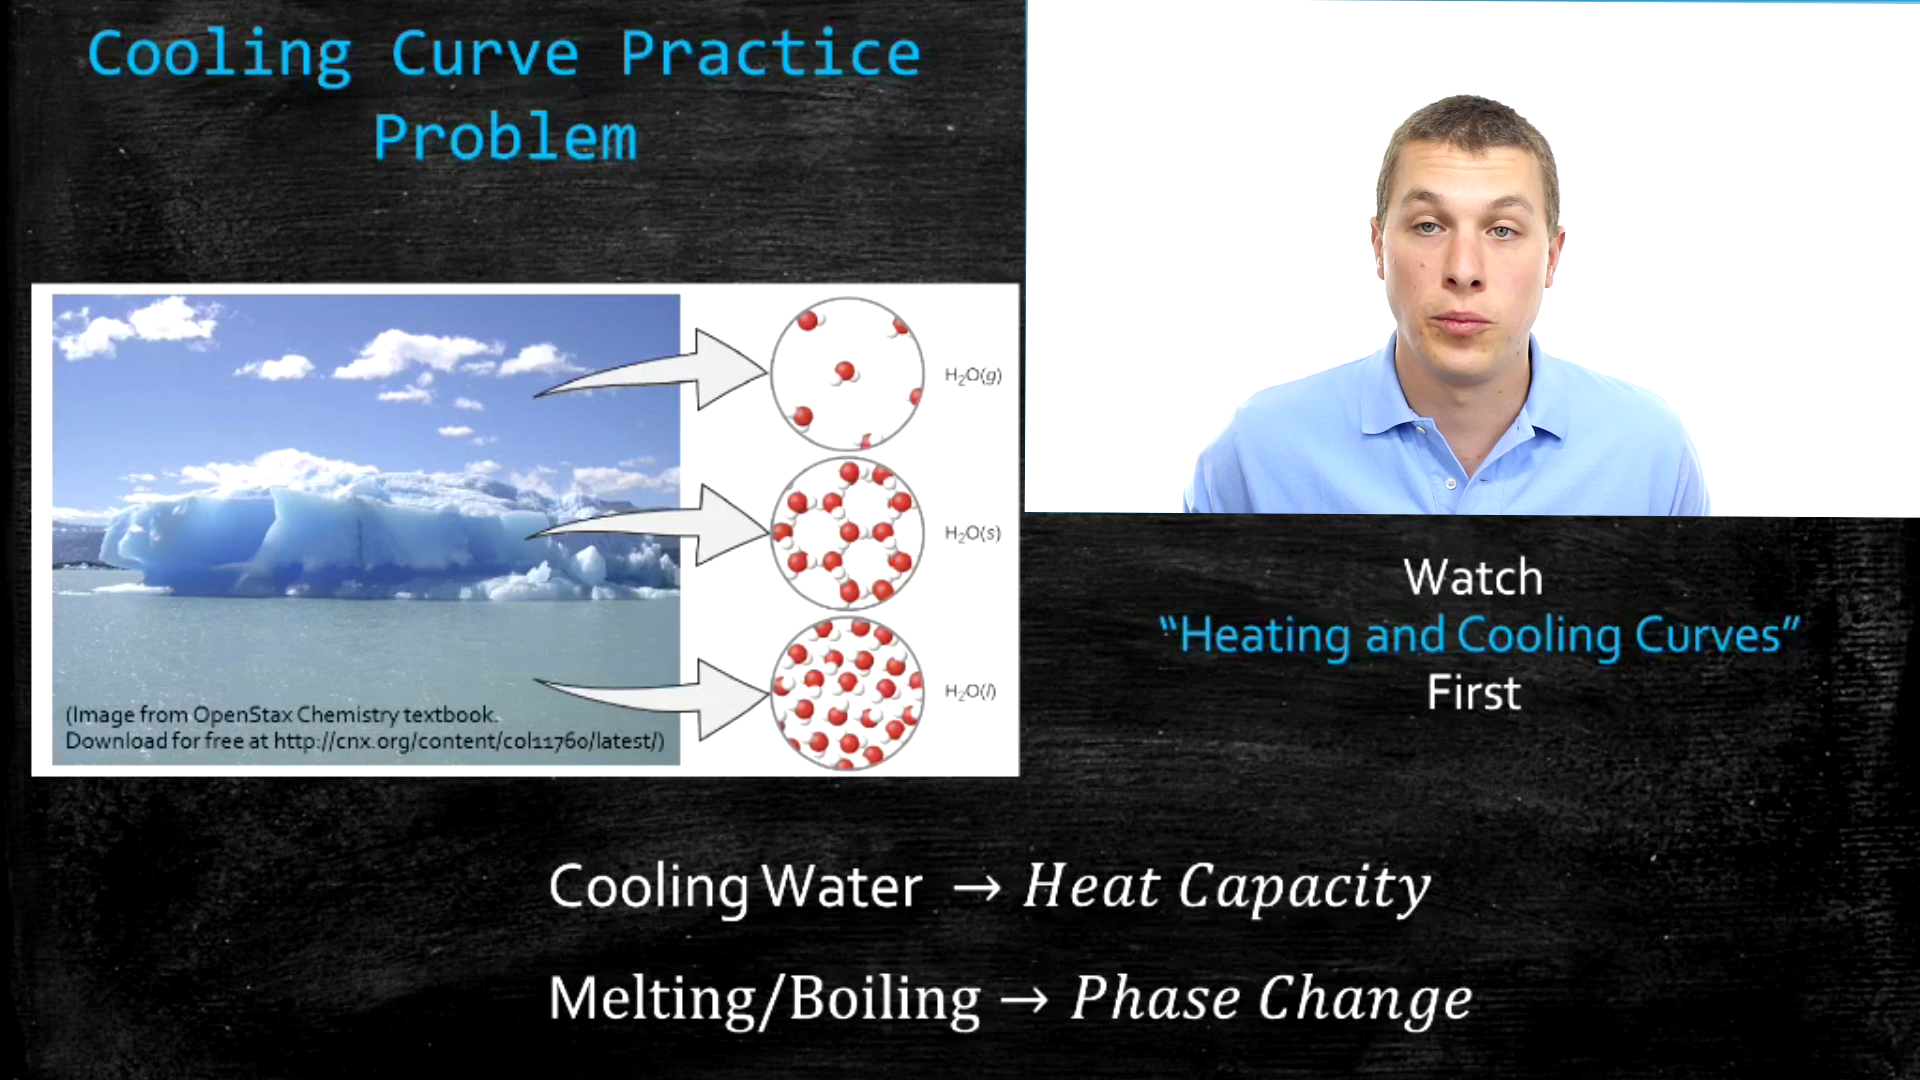 Cooling Curve Practice
Problem
H₂O(g)
H₂O(s)
H₂O(l)
(Image from OpenStax Chemistry textbook.
Download for free at http://cnx.org/content/col11760/latest/)
Watch
“Heating and Cooling Curves”
First
Cooling Water → Heat Capacity
Melting/Boiling → Phase Change